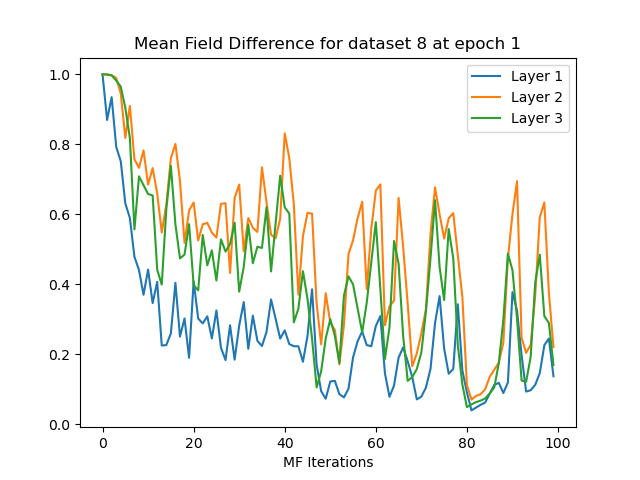 Mean Field Difference for dataset 8 at epoch 1
Layer 1
Layer 2
Layer 3
1.0
0.8
0.6
0.4
0.2
0.0
0 20 40 60 80 100
MF Iterations